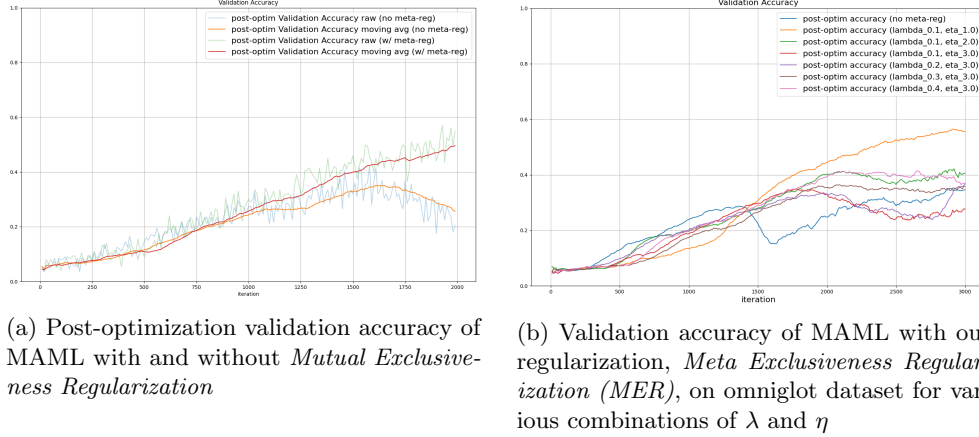 Validation Accuracy
post-optim Validation Accuracy raw (no meta-reg)
post-optim Validation Accuracy moving avg (no meta-reg)
post-optim Validation Accuracy raw (w/ meta-reg)
post-optim Validation Accuracy moving avg (w/ meta-reg)
1.0
0.8
0.6
0.4
0.2
0.0
0 250 500 750 1000 1250 1500 1750 2000
iteration
(a) Post-optimization validation accuracy of
MAML with and without Mutual Exclusive-
ness Regularization
Validation Accuracy
post-optim accuracy (no meta-reg)
post-optim accuracy (lambda_0.1, eta_1.0)
post-optim accuracy (lambda_0.1, eta_2.0)
post-optim accuracy (lambda_0.1, eta_3.0)
post-optim accuracy (lambda_0.2, eta_3.0)
post-optim accuracy (lambda_0.3, eta_3.0)
post-optim accuracy (lambda_0.4, eta_3.0)
1.0
0.8
0.6
0.4
0.2
0.0
0 500 1000 1500 2000 2500 3000
iteration
(b) Validation accuracy of MAML with ou
regularization, Meta Exclusiveness Regular
ization (MER), on omniglot dataset for var
ious combinations of λ and η